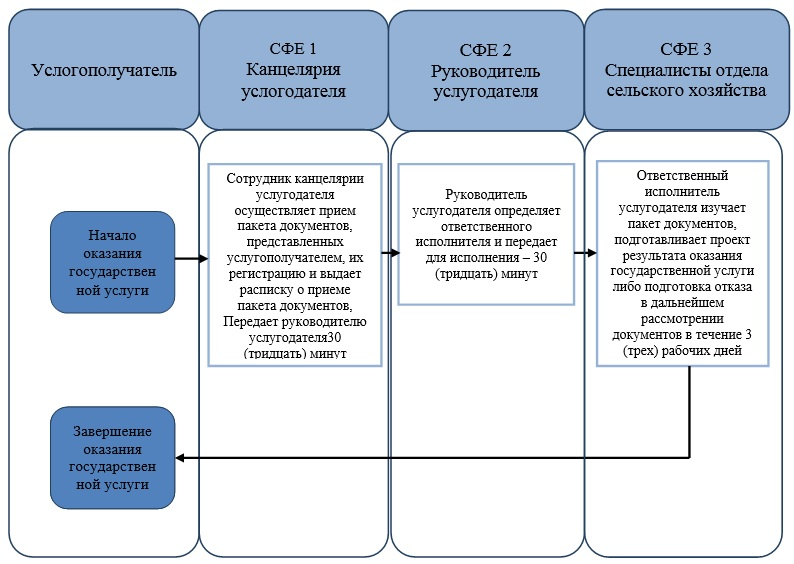 Услогополучатель
СФЕ 1
Канцелярия
услогодателя
СФЕ 2
Руководитель
услугодателя
СФЕ 3
Специалисты отдела
сельского хозяйства
Начало
оказания
государствен
ной услуги
Сотрудник канцелярии
услугодателя
осуществляет прием
пакета документов,
представленных
услугополучателем, их
регистрацию и выдает
расписку о приеме
пакета документов,
Передает руководителю
услугодателя30
(тридцать) минут
Руководитель
услугодателя определяет
ответственного
исполнителя и передает
для исполнения – 30
(тридцать) минут
Ответственный
исполнитель
услугодателя изучает
пакет документов,
подготавливает проект
результата оказания
государственной услуги
либо подготовка отказа
в дальнейшем
рассмотрении
документов в течение 3
(трех) рабочих дней
Завершение
оказания
государствен
ной услуги